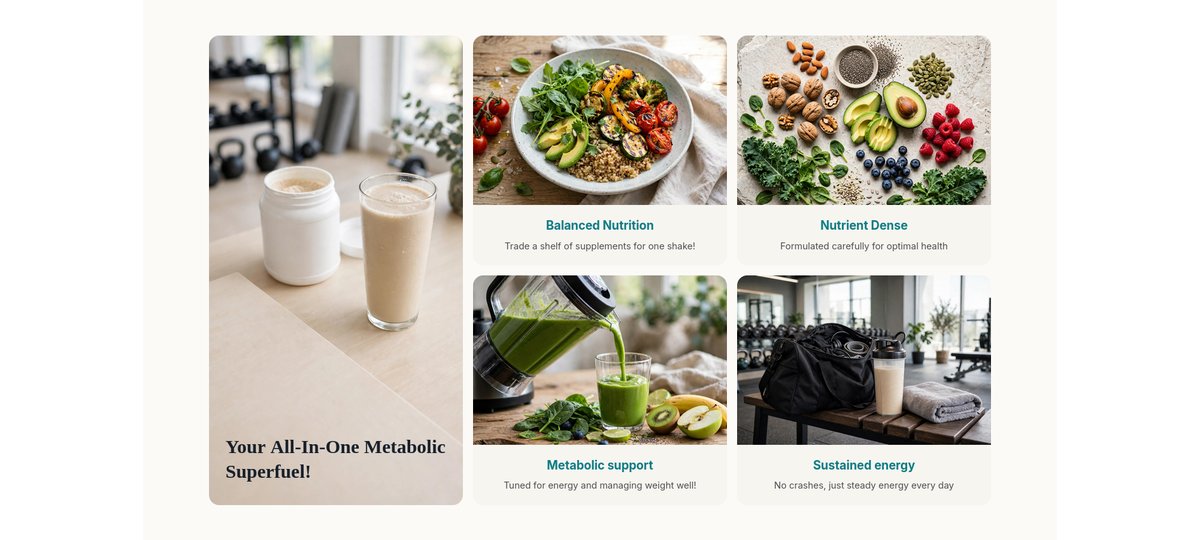 Your All-In-One Metabolic
Superfuel!
Balanced Nutrition
Trade a shelf of supplements for one shake!
Nutrient Dense
Formulated carefully for optimal health
Metabolic support
Tuned for energy and managing weight well!
Sustained energy
No crashes, just steady energy every day